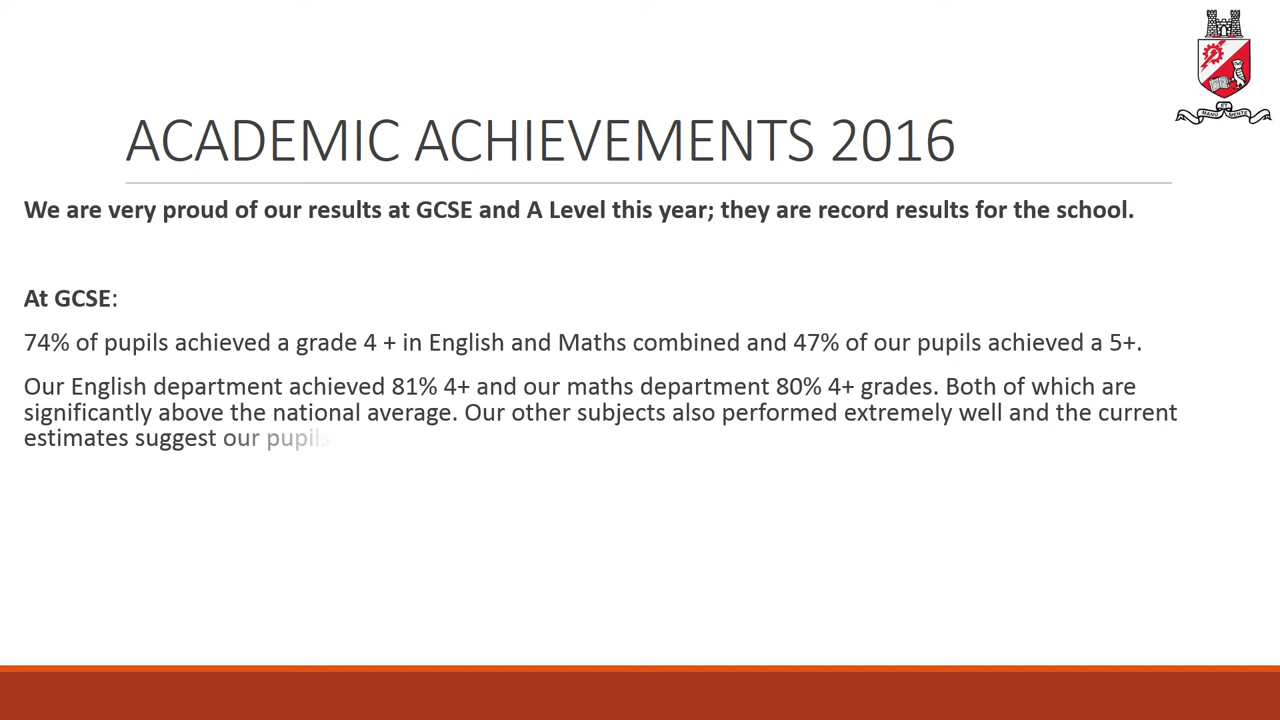 ACADEMIC ACHIEVEMENTS 2016
We are very proud of our results at GCSE and A Level this year; they are record results for the school.
At GCSE:
74% of pupils achieved a grade 4 + in English and Maths combined and 47% of our pupils achieved a 5+.
Our English department achieved 81% 4+ and our maths department 80% 4+ grades. Both of which are
significantly above the national average. Our other subjects also performed extremely well and the current
estimates suggest our pupils
ET
MANU MENTE